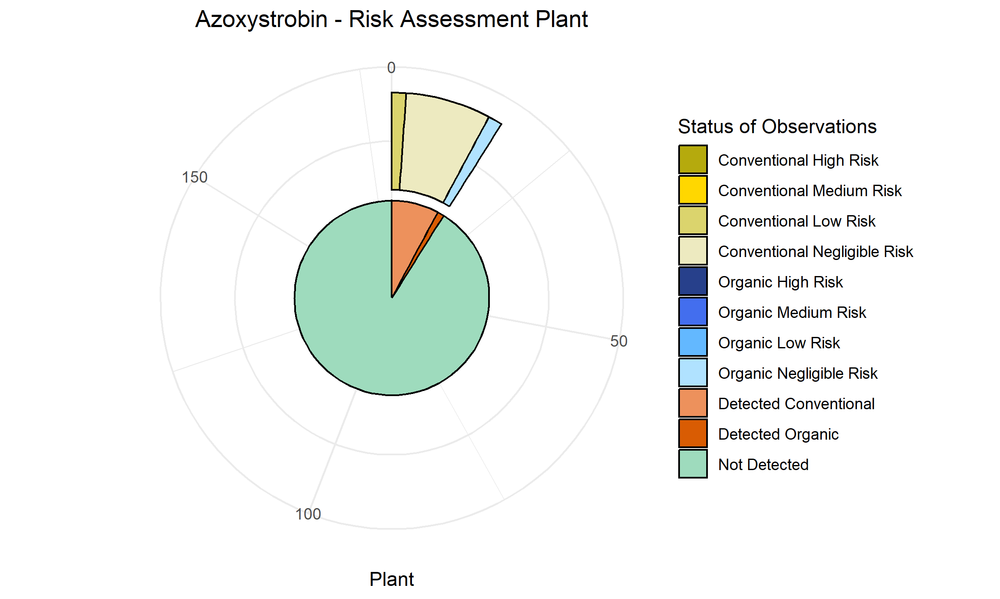 Azoxystrobin - Risk Assessment Plant
0
150
50
100
Plant
Status of Observations
Conventional High Risk
Conventional Medium Risk
Conventional Low Risk
Conventional Negligible Risk
Organic High Risk
Organic Medium Risk
Organic Low Risk
Organic Negligible Risk
Detected Conventional
Detected Organic
Not Detected